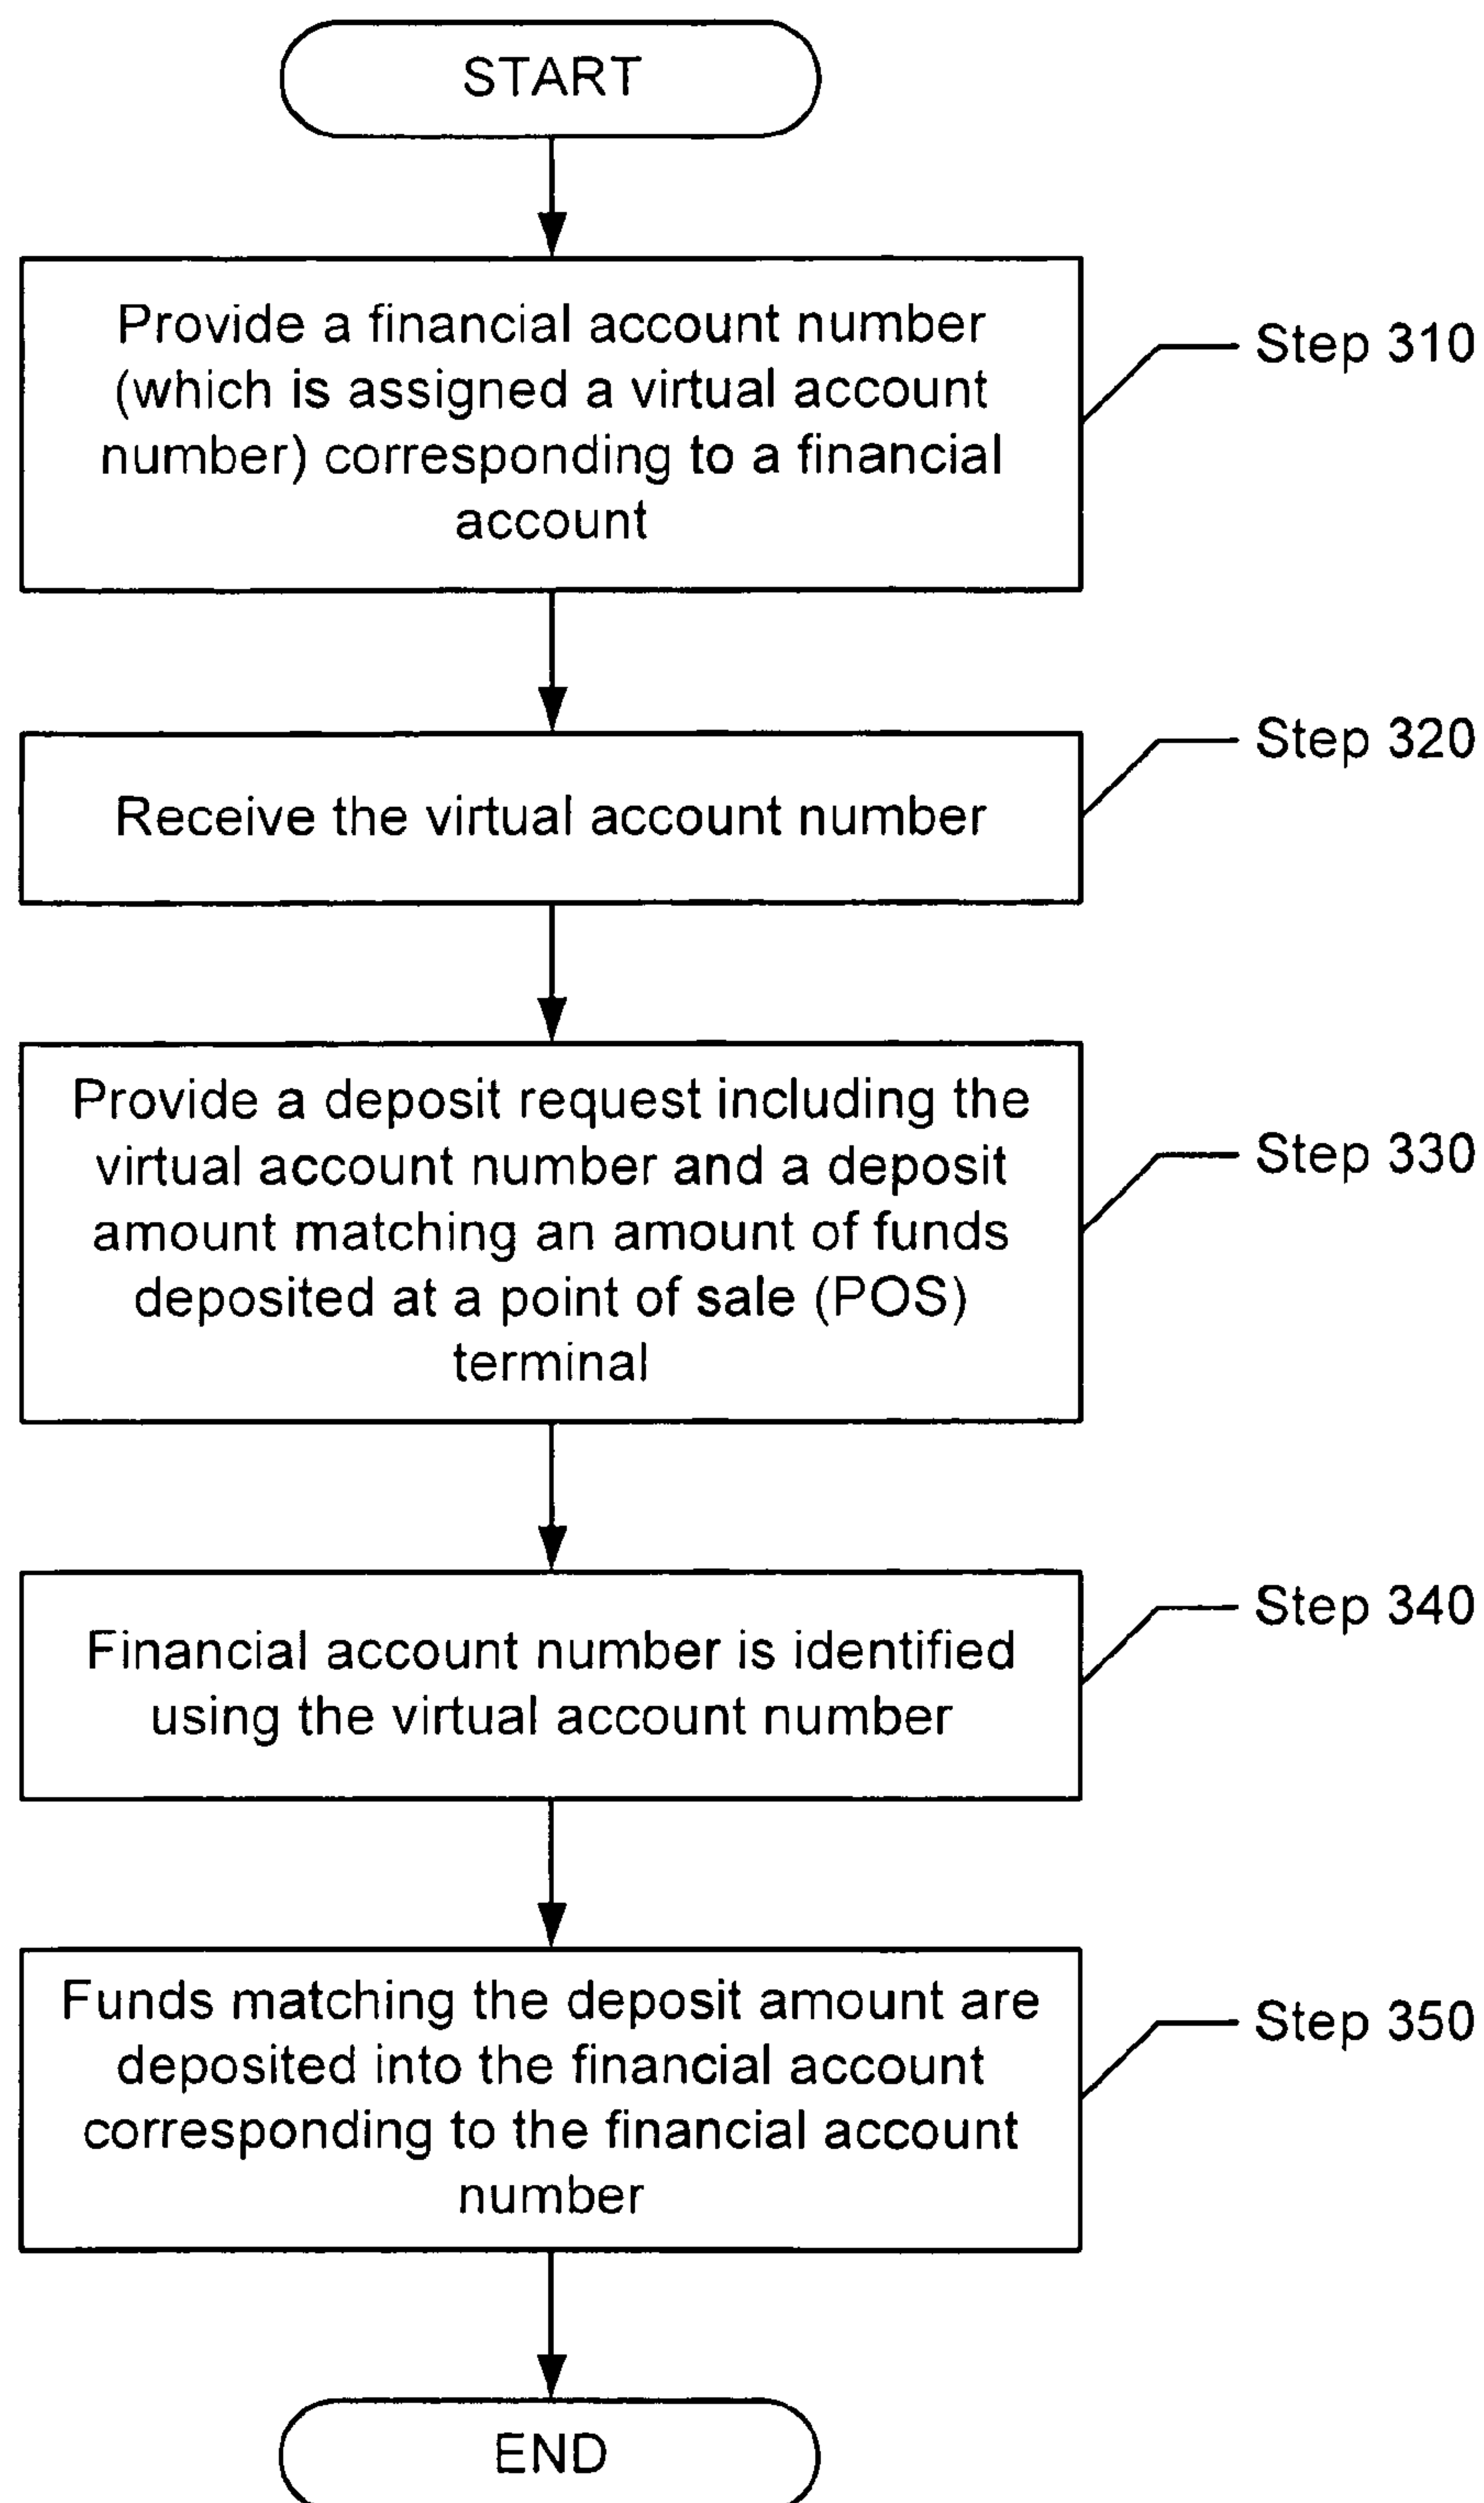 START
Provide a financial account number
(which is assigned a virtual account
number) corresponding to a financial
account
Step 310
Receive the virtual account number
Step 320
Provide a deposit request including the
virtual account number and a deposit
amount matching an amount of funds
deposited at a point of sale (POS)
terminal
Step 330
Financial account number is identified
using the virtual account number
Step 340
Funds matching the deposit amount are
deposited into the financial account
corresponding to the financial account
number
Step 350
END